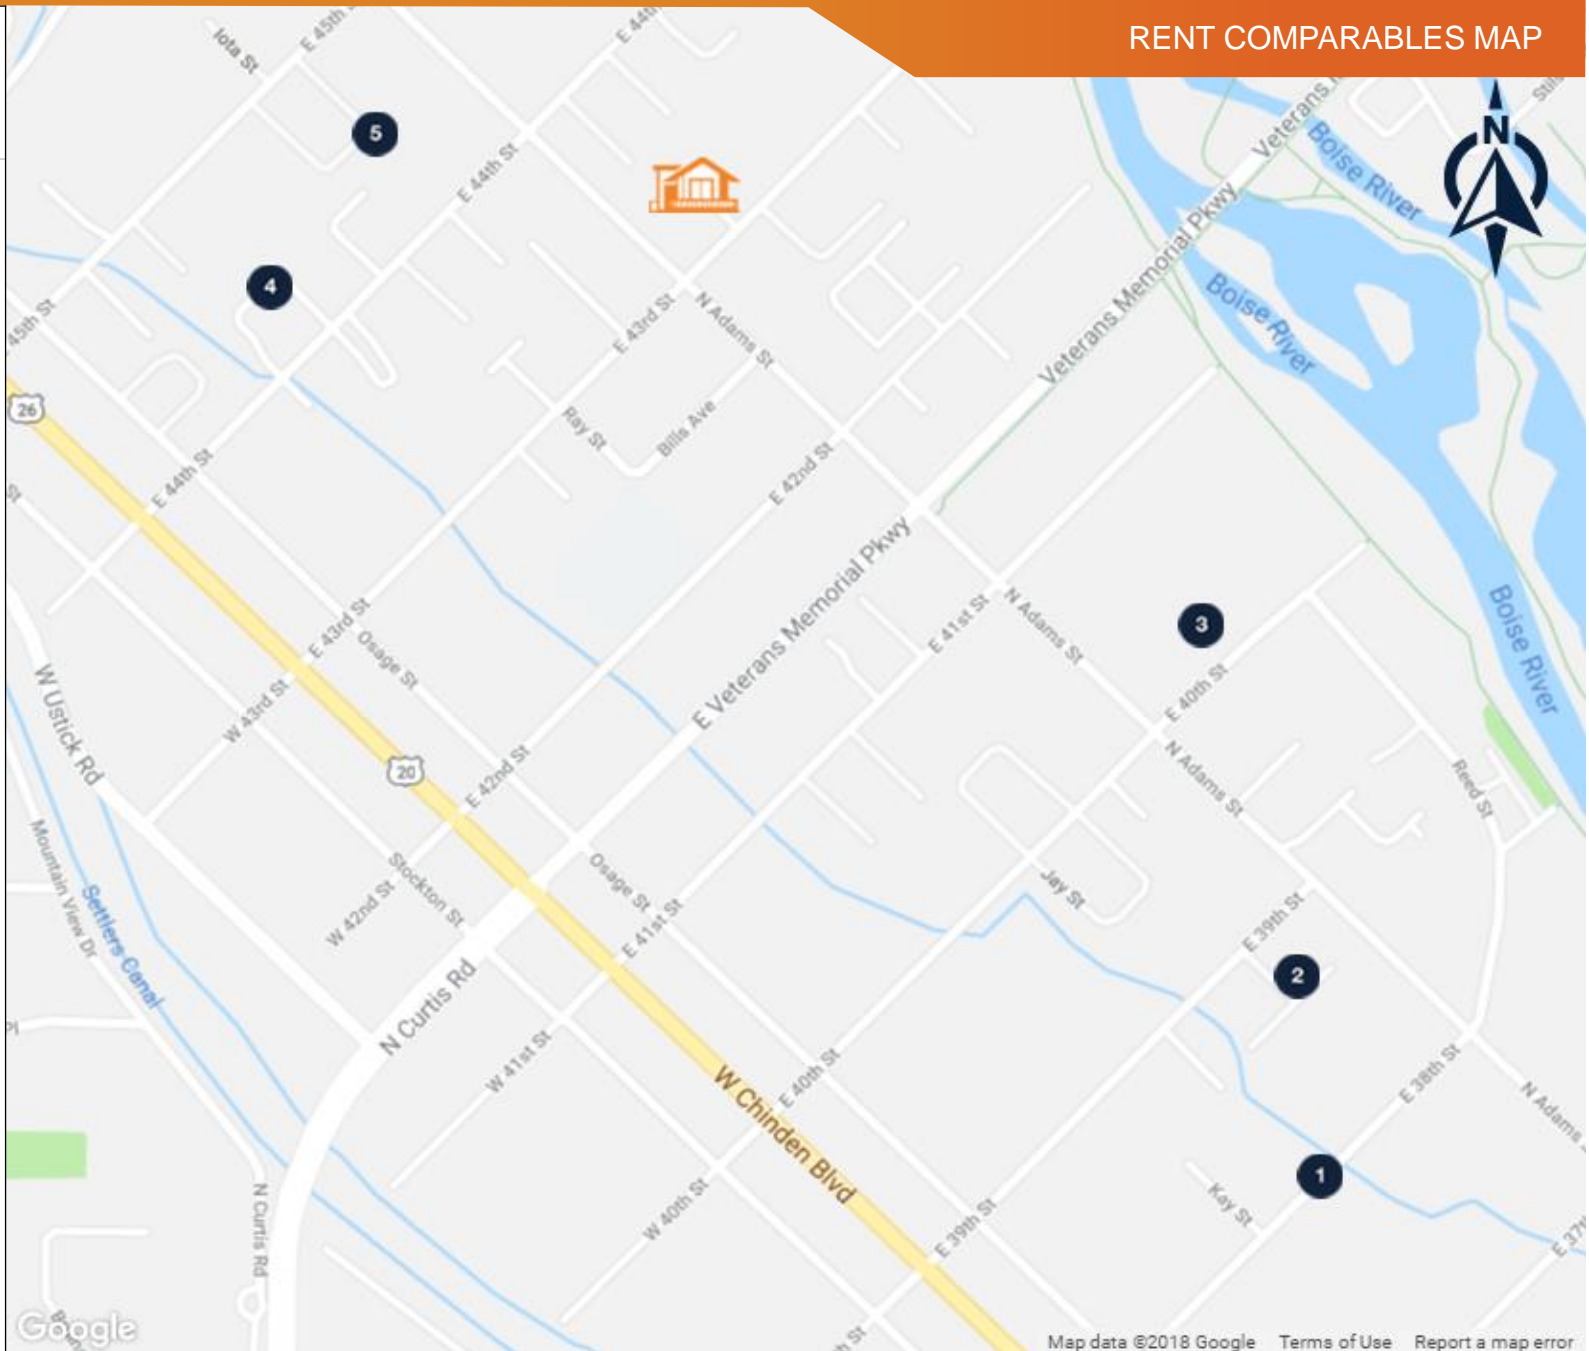 RENT COMPARABLES MAP
Iota St
E 45th St
E 44th
5
E 44th St
Veterans
N
Boise River
Veterans Memorial Pkwy
4
45th St
E 43rd St
N Adams St
Boise River
26
Ray St
Bills Ave
E 42nd St
E 44th St
St
E Veterans Memorial Pkwy
E 43rd St
Osage St
E 41st St
N Adams St
3
Boise River
W Ustick Rd
W 43rd St
E 40th St
20
E 42nd St
N Adams St
Reed St
Mountain View Dr
Settlers Canal
W 42nd St
Stockton St
Osage St
E 41st St
Jay St
E 39th St
2
N Curtis Rd
Pl
W 41st St
E 40th St
E 38th St
W Chinden Blvd
N Adams
1
N Curtis Rd
W 40th St
Kay St
E 39th St
E 37th
Google
St
Map data ©2018 Google Terms of Use Report a map error